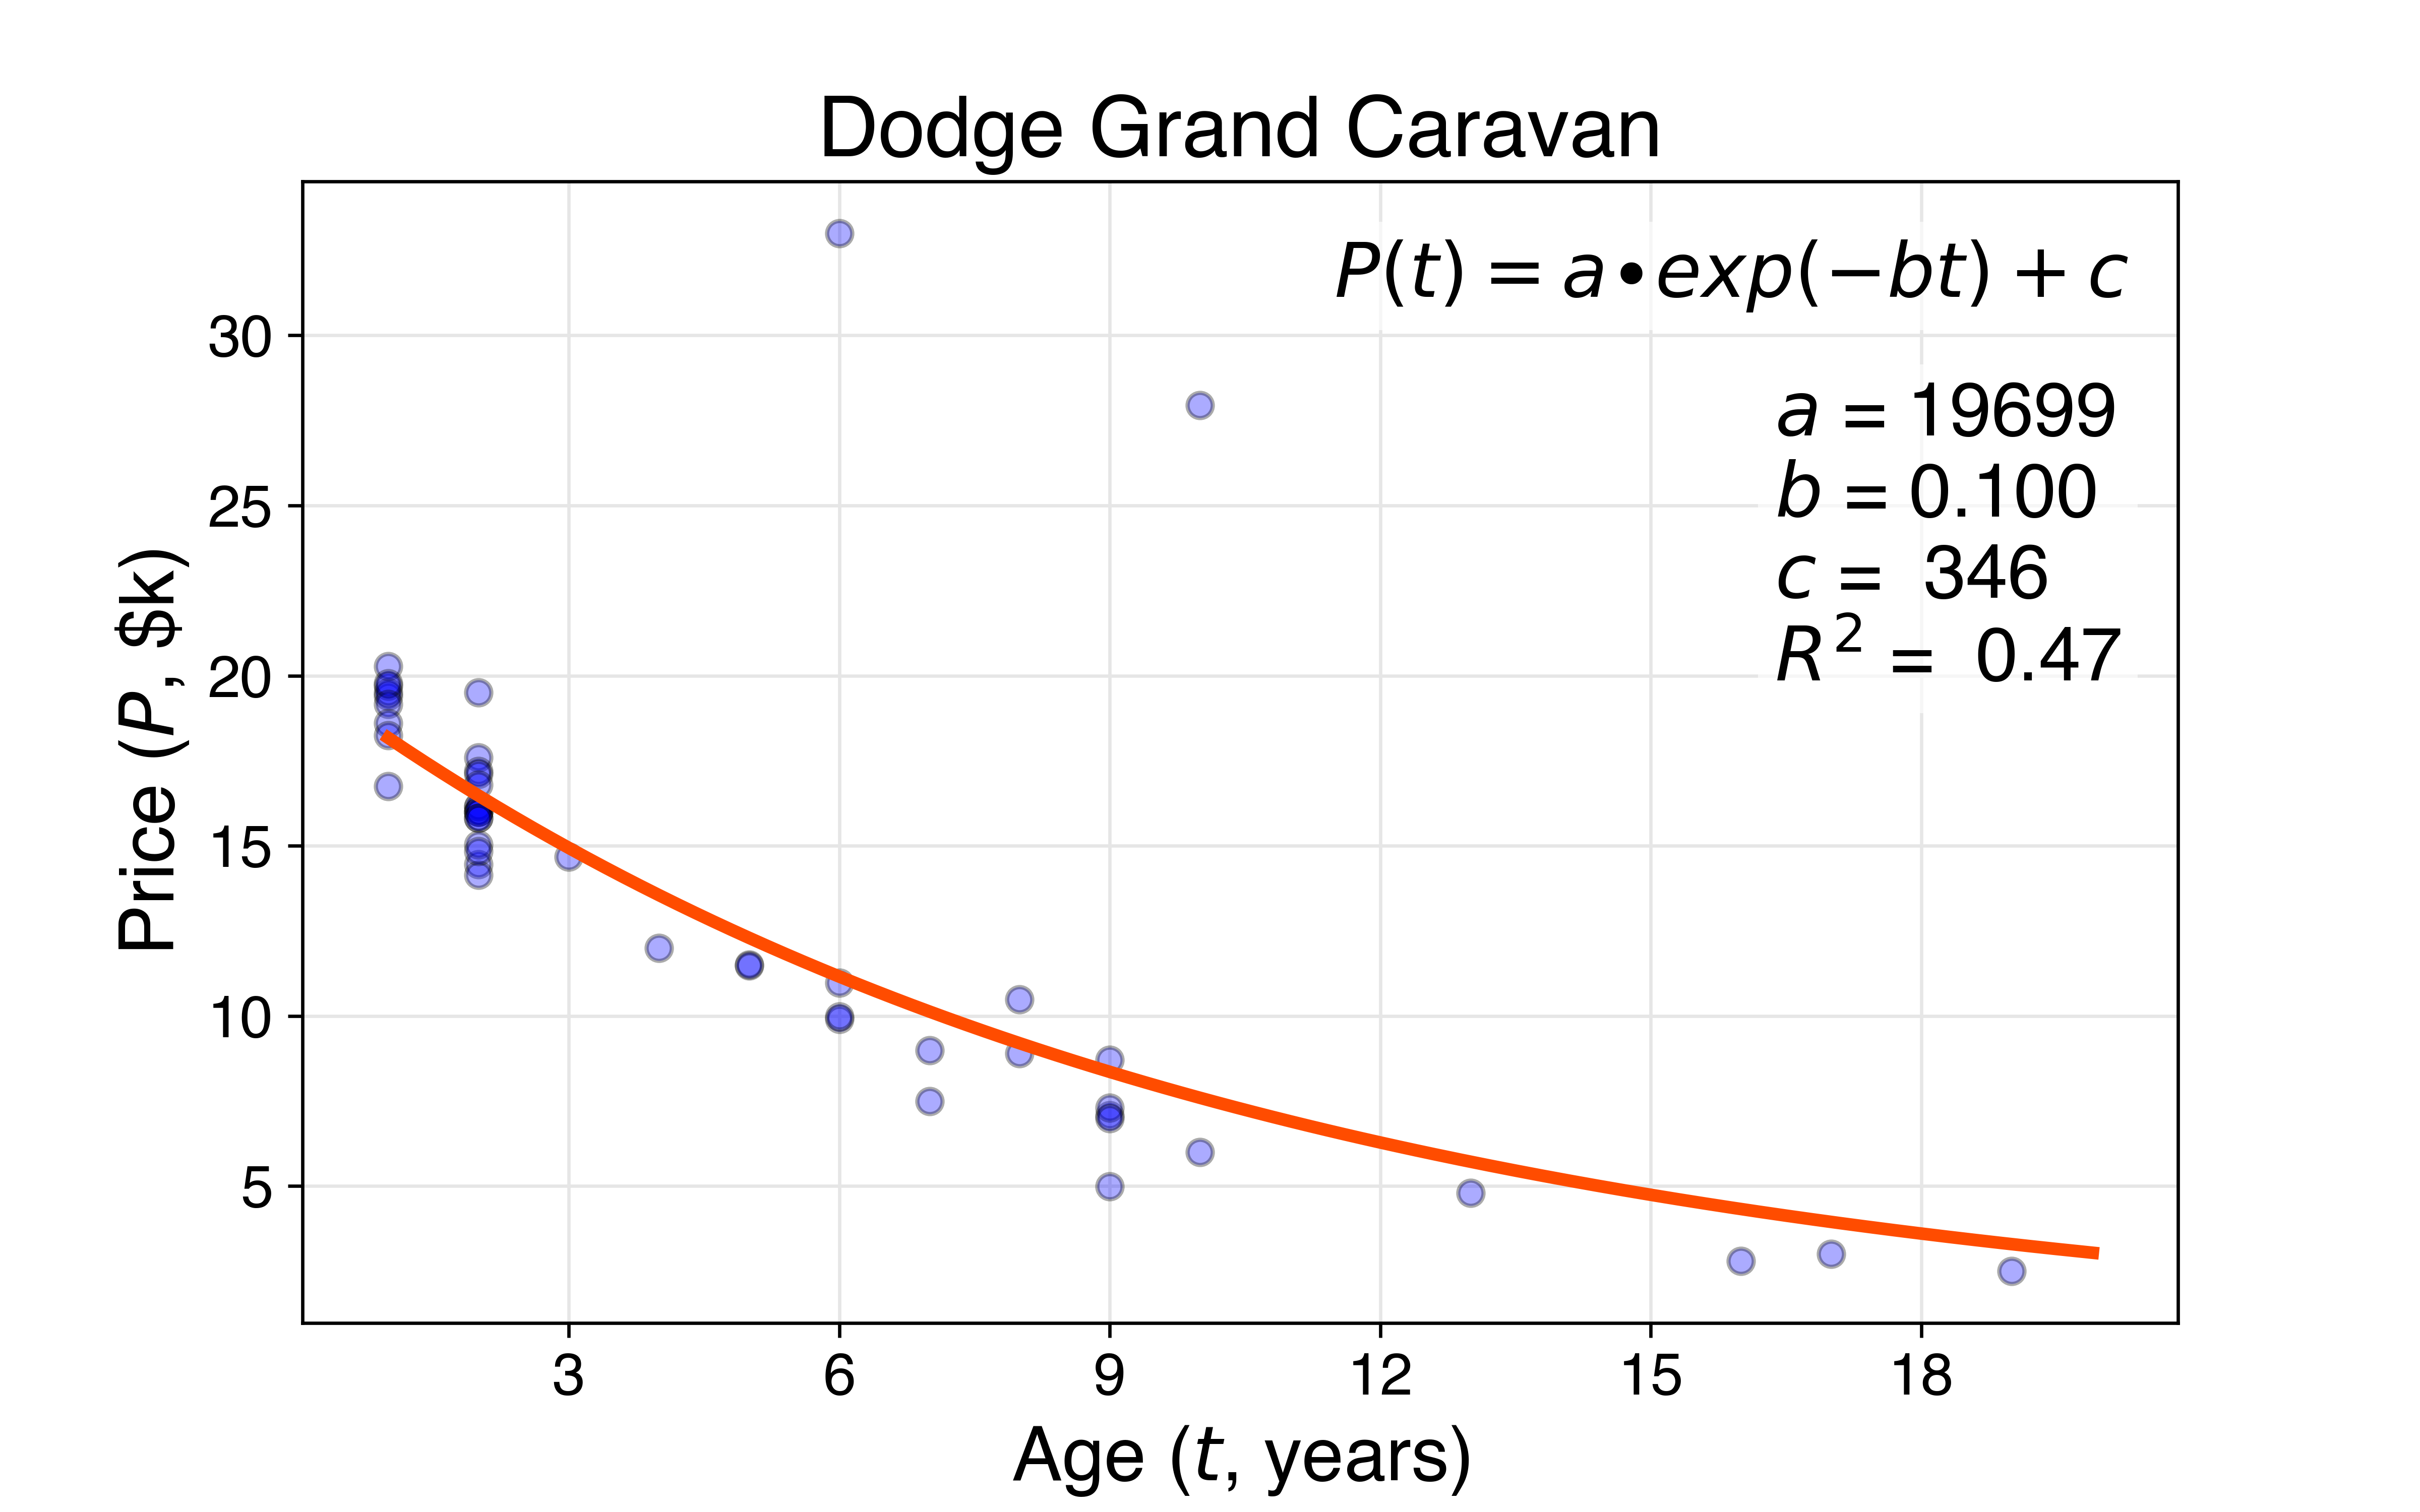 Dodge Grand Caravan
P(t) = a•exp(−bt) + c
a = 19699
b = 0.100
c = 346
R² = 0.47
Price (P, $k)
30
25
20
15
10
5
3 6 9 12 15 18
Age (t, years)